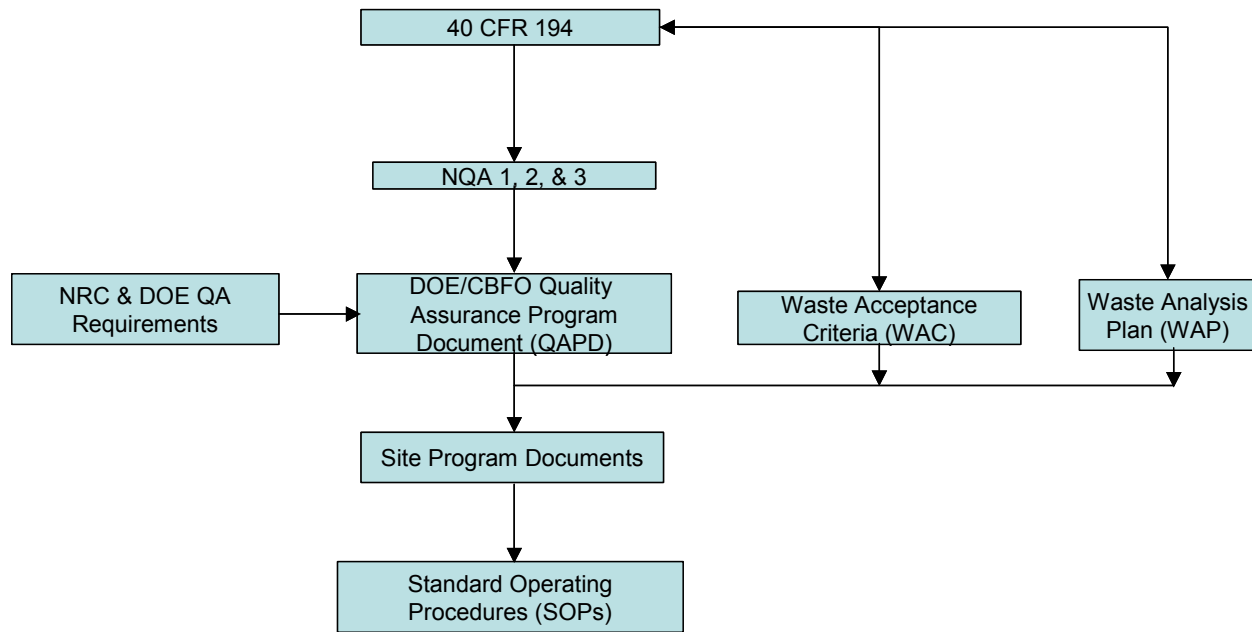 40 CFR 194
NQA 1, 2, & 3
NRC & DOE QA
Requirements
DOE/CBFO Quality
Assurance Program
Document (QAPD)
Waste Acceptance
Criteria (WAC)
Waste Analysis
Plan (WAP)
Site Program Documents
Standard Operating
Procedures (SOPs)